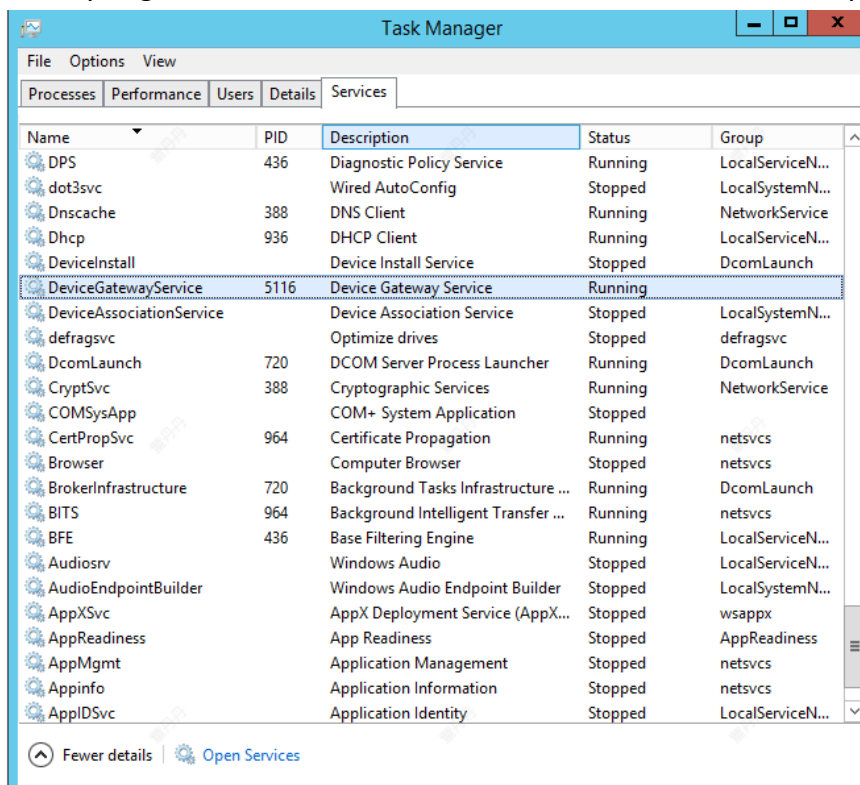 Task Manager
File Options View
Processes Performance Users Details Services
Name PID Description Status Group
DPS 436 Diagnostic Policy Service Running LocalServiceN...
dot3svc Wired AutoConfig Stopped LocalSystemN...
Dnscache 388 DNS Client Running NetworkService
Dhcp 936 DHCP Client Running LocalServiceN...
DeviceInstall Device Install Service Stopped DcomLaunch
DeviceGatewayService 5116 Device Gateway Service Running
DeviceAssociationService Device Association Service Stopped LocalSystemN...
defragsvc Optimize drives Stopped defragsvc
DcomLaunch 720 DCOM Server Process Launcher Running DcomLaunch
CryptSvc 388 Cryptographic Services Running NetworkService
COMSysApp COM+ System Application Stopped
CertPropSvc 964 Certificate Propagation Running netsvcs
Browser Computer Browser Stopped netsvcs
BrokerInfrastructure 720 Background Tasks Infrastructure ... Running DcomLaunch
BITS 964 Background Intelligent Transfer ... Running netsvcs
BFE 436 Base Filtering Engine Running LocalServiceN...
Audiosrv Windows Audio Stopped LocalServiceN...
AudioEndpointBuilder Windows Audio Endpoint Builder Stopped LocalSystemN...
AppXSvc AppX Deployment Service (AppX... Stopped wsappx
AppReadiness App Readiness Stopped AppReadiness
AppMgmt Application Management Stopped netsvcs
Appinfo Application Information Stopped netsvcs
AppIDSvc Application Identity Stopped LocalServiceN...
Fewer details Open Services